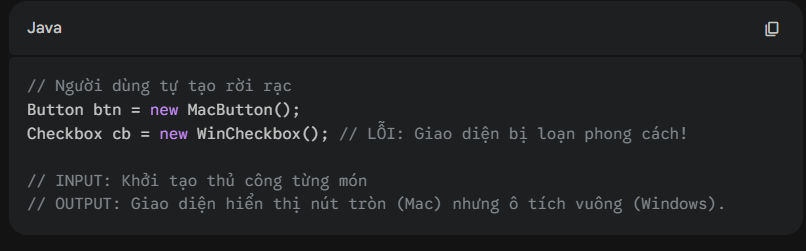 Java
// Người dùng tự tạo rời rạc
Button btn = new MacButton();
Checkbox cb = new WinCheckbox(); // LỖI: Giao diện bị loạn phong cách!
// INPUT: Khởi tạo thủ công từng món
// OUTPUT: Giao diện hiển thị nút tròn (Mac) nhưng ô tích vuông (Windows).